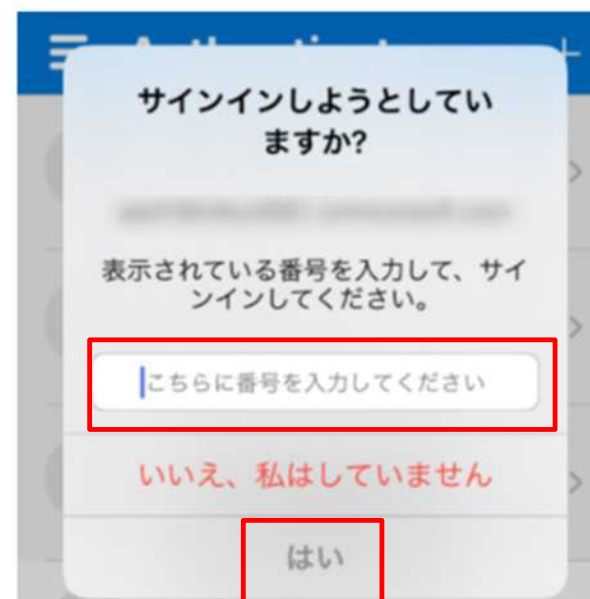 サインインしようとしてい
ますか?
表示されている番号を入力して、サイ
ンインしてください。
こちらに番号を入力してください
いいえ、私はしていません
はい